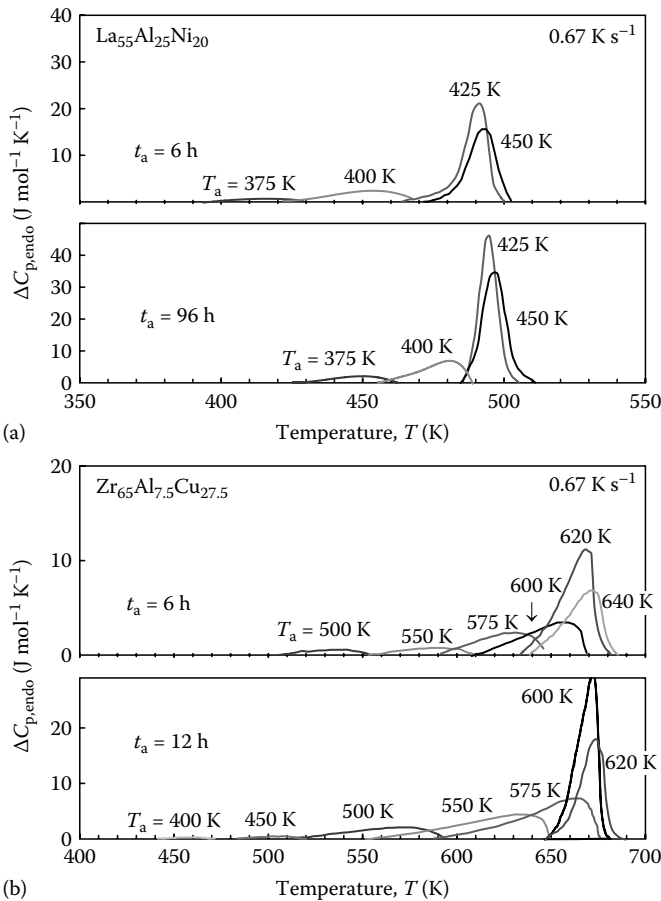 40
La₅₅Al₂₅Ni₂₀
0.67 K s⁻¹
30
425 K
20
tₐ = 6 h
450 K
10
Tₐ = 375 K
400 K
ΔCp,endo (J mol⁻¹ K⁻¹)
40
425 K
30
tₐ = 96 h
450 K
20
400 K
10
Tₐ = 375 K
0
350 400 450 500 550
(a)
Temperature, T (K)
20
Zr₆₅Al₇.₅Cu₂₇.₅
0.67 K s⁻¹
620 K
10
600 K
tₐ = 6 h
640 K
575 K
Tₐ = 500 K
550 K
0
ΔCp,endo (J mol⁻¹ K⁻¹)
600 K
20
tₐ = 12 h
620 K
10
575 K
550 K
500 K
Tₐ = 400 K
450 K
0
400 450 500 550 600 650 700
(b)
Temperature, T (K)